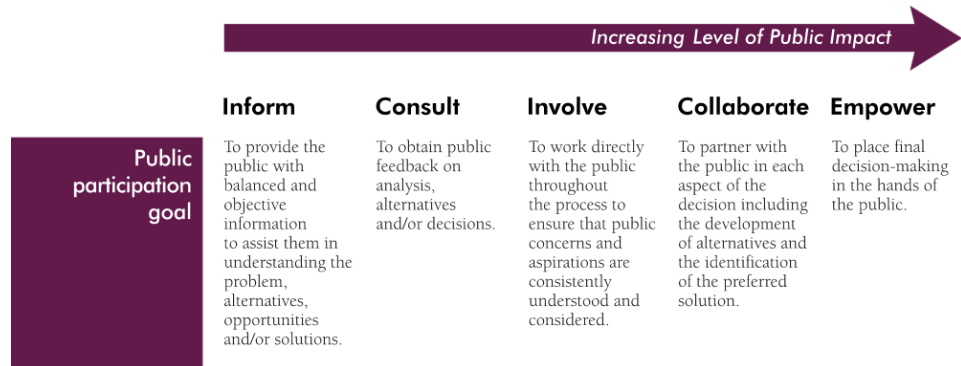 Increasing Level of Public Impact
Inform
To provide the
public with
balanced and
objective
information
to assist them in
understanding the
problem,
alternatives,
opportunities
and/or solutions.
Consult
To obtain public
feedback on
analysis,
alternatives
and/or decisions.
Involve
To work directly
with the public
throughout
the process to
ensure that public
concerns and
aspirations are
consistently
understood and
considered.
Collaborate
To partner with
the public in each
aspect of the
decision including
the development
of alternatives and
the identification
of the preferred
solution.
Empower
To place final
decision-making
in the hands of
the public.
Public
participation
goal